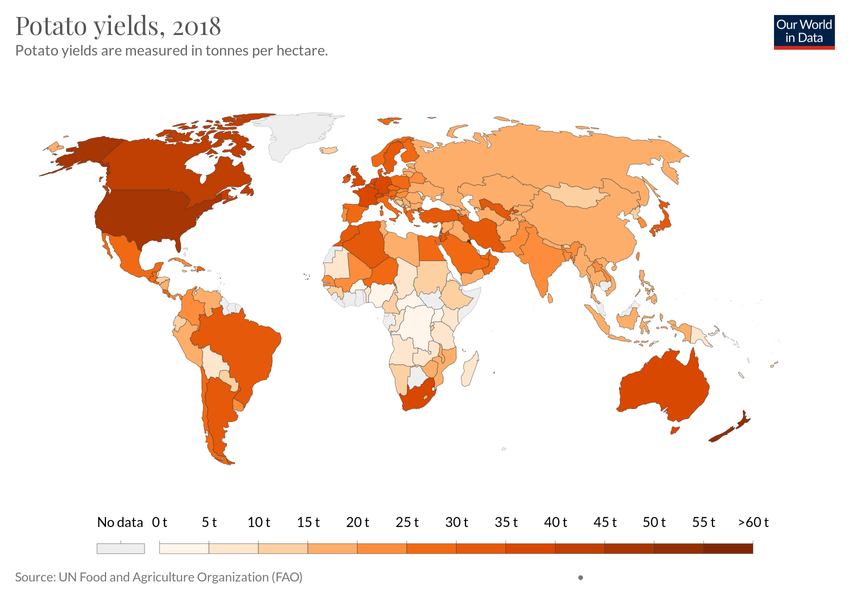 Potato yields, 2018
Potato yields are measured in tonnes per hectare.
Our World
in Data
No data 0 t 5 t 10 t 15 t 20 t 25 t 30 t 35 t 40 t 45 t 50 t 55 t >60 t
Source: UN Food and Agriculture Organization (FAO)